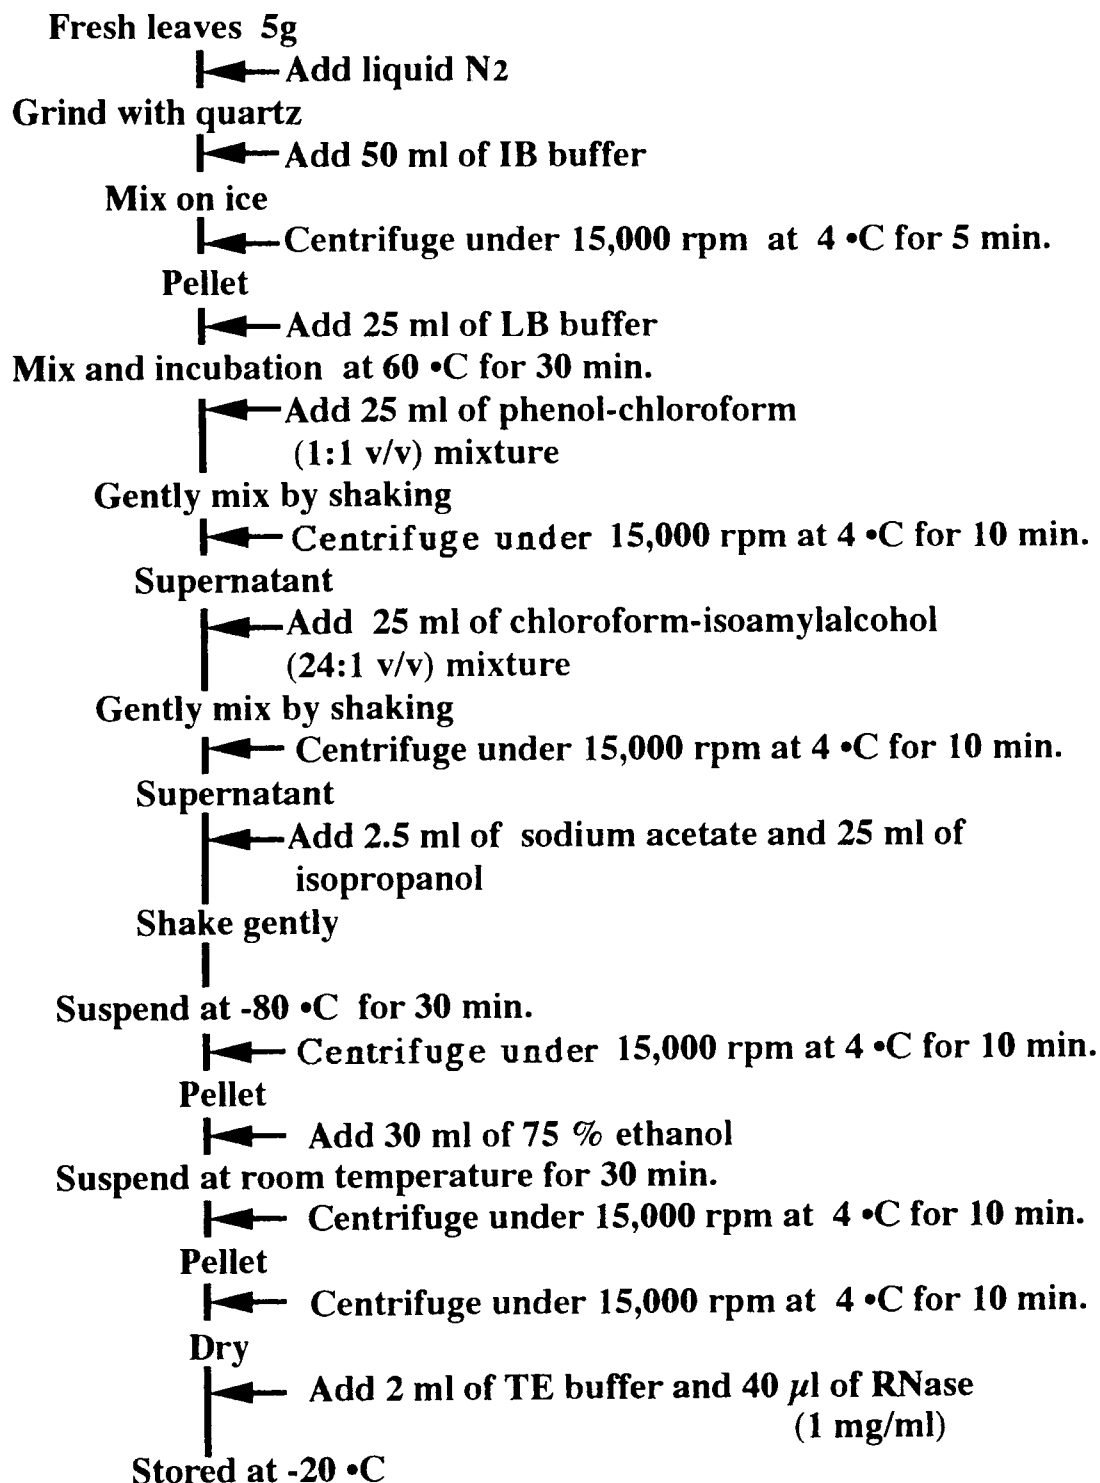 Fresh leaves 5g
Add liquid N2
Grind with quartz
Add 50 ml of IB buffer
Mix on ice
Centrifuge under 15,000 rpm at 4 •C for 5 min.
Pellet
Add 25 ml of LB buffer
Mix and incubation at 60 •C for 30 min.
Add 25 ml of phenol-chloroform
(1:1 v/v) mixture
Gently mix by shaking
Centrifuge under 15,000 rpm at 4 •C for 10 min.
Supernatant
Add 25 ml of chloroform-isoamylalcohol
(24:1 v/v) mixture
Gently mix by shaking
Centrifuge under 15,000 rpm at 4 •C for 10 min.
Supernatant
Add 2.5 ml of sodium acetate and 25 ml of
isopropanol
Shake gently
Suspend at -80 •C for 30 min.
Centrifuge under 15,000 rpm at 4 •C for 10 min.
Pellet
Add 30 ml of 75 % ethanol
Suspend at room temperature for 30 min.
Centrifuge under 15,000 rpm at 4 •C for 10 min.
Pellet
Centrifuge under 15,000 rpm at 4 •C for 10 min.
Dry
Add 2 ml of TE buffer and 40 µl of RNase
(1 mg/ml)
Stored at -20 •C